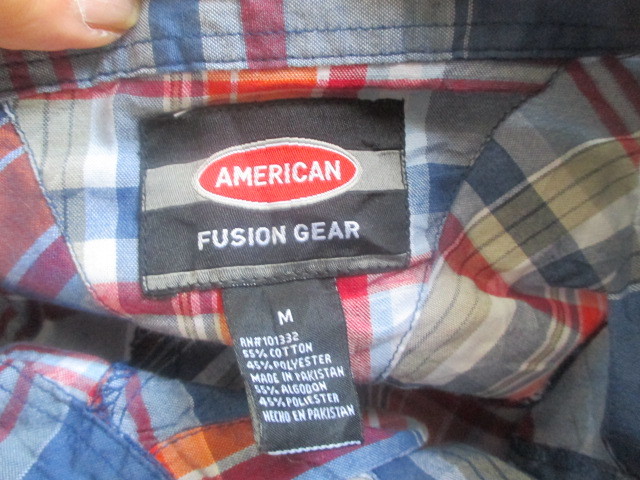 AMERICAN
FUSION GEAR
M
RN#101332
55% COTTON
45% POLYESTER
MADE IN PAKISTAN
55% ALGODON
45% POLIESTER
HECHO EN PAKISTAN